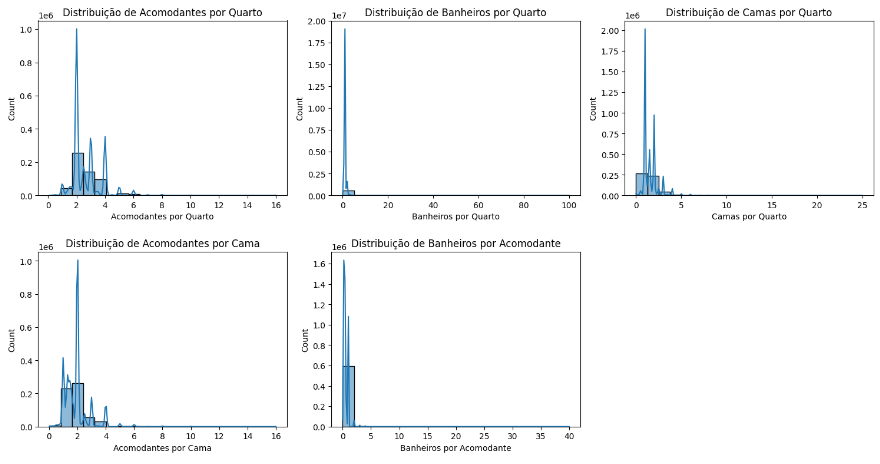 Distribuição de Acomodantes por Quarto
1e6
1.0
0.8
0.6
0.4
0.2
0.0
Count
0 2 4 6 8 10 12 14 16
Acomodantes por Quarto
Distribuição de Banheiros por Quarto
1e7
2.00
1.75
1.50
1.25
1.00
0.75
0.50
0.25
0.00
Count
0 20 40 60 80 100
Banheiros por Quarto
Distribuição de Camas por Quarto
1e6
2.00
1.75
1.50
1.25
1.00
0.75
0.50
0.25
0.00
Count
0 5 10 15 20 25
Camas por Quarto
Distribuição de Acomodantes por Cama
1e6
1.0
0.8
0.6
0.4
0.2
0.0
Count
0 2 4 6 8 10 12 14 16
Acomodantes por Cama
Distribuição de Banheiros por Acomodante
1e6
1.6
1.4
1.2
1.0
0.8
0.6
0.4
0.2
0.0
Count
0 5 10 15 20 25 30 35 40
Banheiros por Acomodante